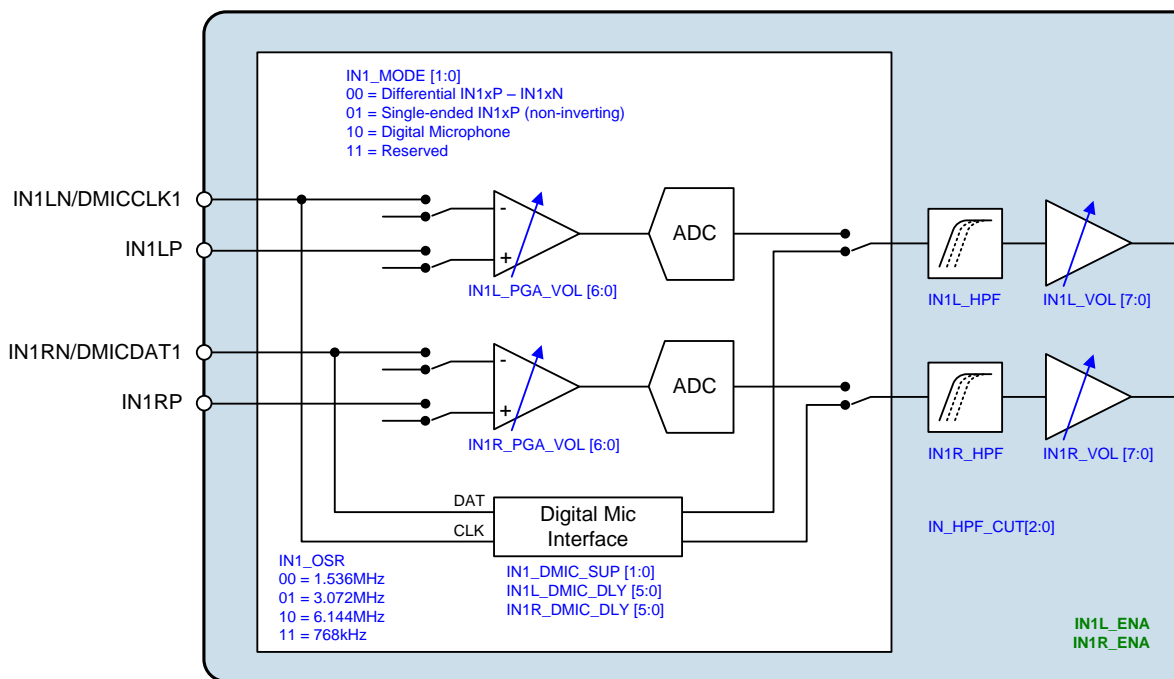 IN1_MODE [1:0]
00 = Differential IN1xP – IN1xN
01 = Single-ended IN1xP (non-inverting)
10 = Digital Microphone
11 = Reserved
IN1LN/DMICCLK1
IN1LP
-
+
ADC
IN1L_PGA_VOL [6:0]
IN1L_HPF
IN1L_VOL [7:0]
IN1RN/DMICDAT1
IN1RP
-
+
ADC
IN1R_PGA_VOL [6:0]
IN1R_HPF
IN1R_VOL [7:0]
DAT
CLK
Digital Mic
Interface
IN_HPF_CUT[2:0]
IN1_OSR
00 = 1.536MHz
01 = 3.072MHz
10 = 6.144MHz
11 = 768kHz
IN1_DMIC_SUP [1:0]
IN1L_DMIC_DLY [5:0]
IN1R_DMIC_DLY [5:0]
IN1L_ENA
IN1R_ENA